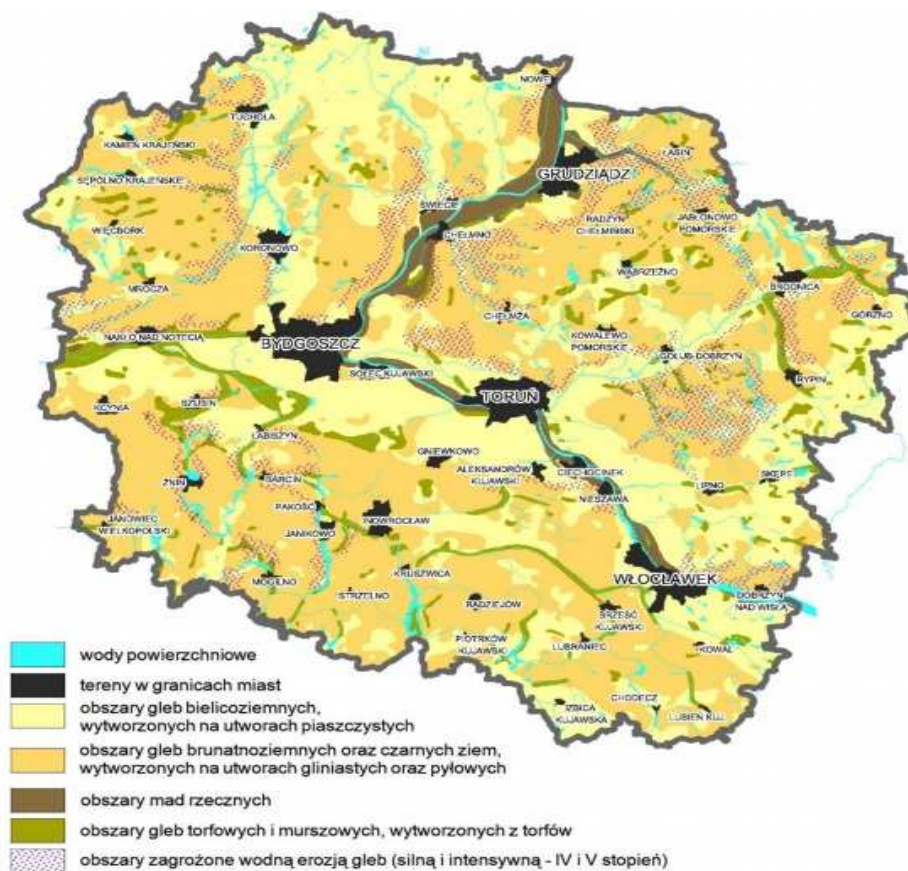 NOWE
TUCHOLA
KAMIEŃ KRAJEŃSKI
ŁASIN
GRUDZIĄDZ
SĘPÓLNO KRAJEŃSKIE
ŚWIECIE
RADZYŃ
CHEŁMIŃSKI
JABŁONOWO
POMORSKIE
WIĘCBORK
CHEŁMNO
KORONOWO
WĄBRZEŹNO
BRODNICA
MROCZA
CHEŁMŻA
GÓRZNO
NAKŁO NAD NOTECIĄ
BYDGOSZCZ
KOWALEWO
POMORSKIE
GOLUB-DOBRZYŃ
SOLEC KUJAWSKI
RYPIN
TORUŃ
KCYNIA
SZUBIN
ŁABISZYN
GNIEWKOWO
ALEKSANDRÓW
KUJAWSKI
CIECHOCINEK
SKĘPE
ŻNIN
BARCIN
LIPNO
NIESZAWA
PAKOŚĆ
INOWROCŁAW
JANOWIEC
WIELKOPOLSKI
JANIKOWO
MOGILNO
KRUSZWICA
WŁOCŁAWEK
STRZELNO
RADZIEJÓW
DOBRZYŃ
NAD WISŁĄ
BRZEŚĆ
KUJAWSKI
PIOTRKÓW
KUJAWSKI
LUBRANIEC
KOWAL
CHODECZ
IZBICA
KUJAWSKA
LUBIEŃ KUJ.
wody powierzchniowe
tereny w granicach miast
obszary gleb bielicoziemnych,
wytworzonych na utworach piaszczystych
obszary gleb brunatnoziemnych oraz czarnych ziem,
wytworzonych na utworach gliniastych oraz pyłowych
obszary mad rzecznych
obszary gleb torfowych i murszowych, wytworzonych z torfów
obszary zagrożone wodną erozją gleb (silną i intensywną - IV i V stopień)